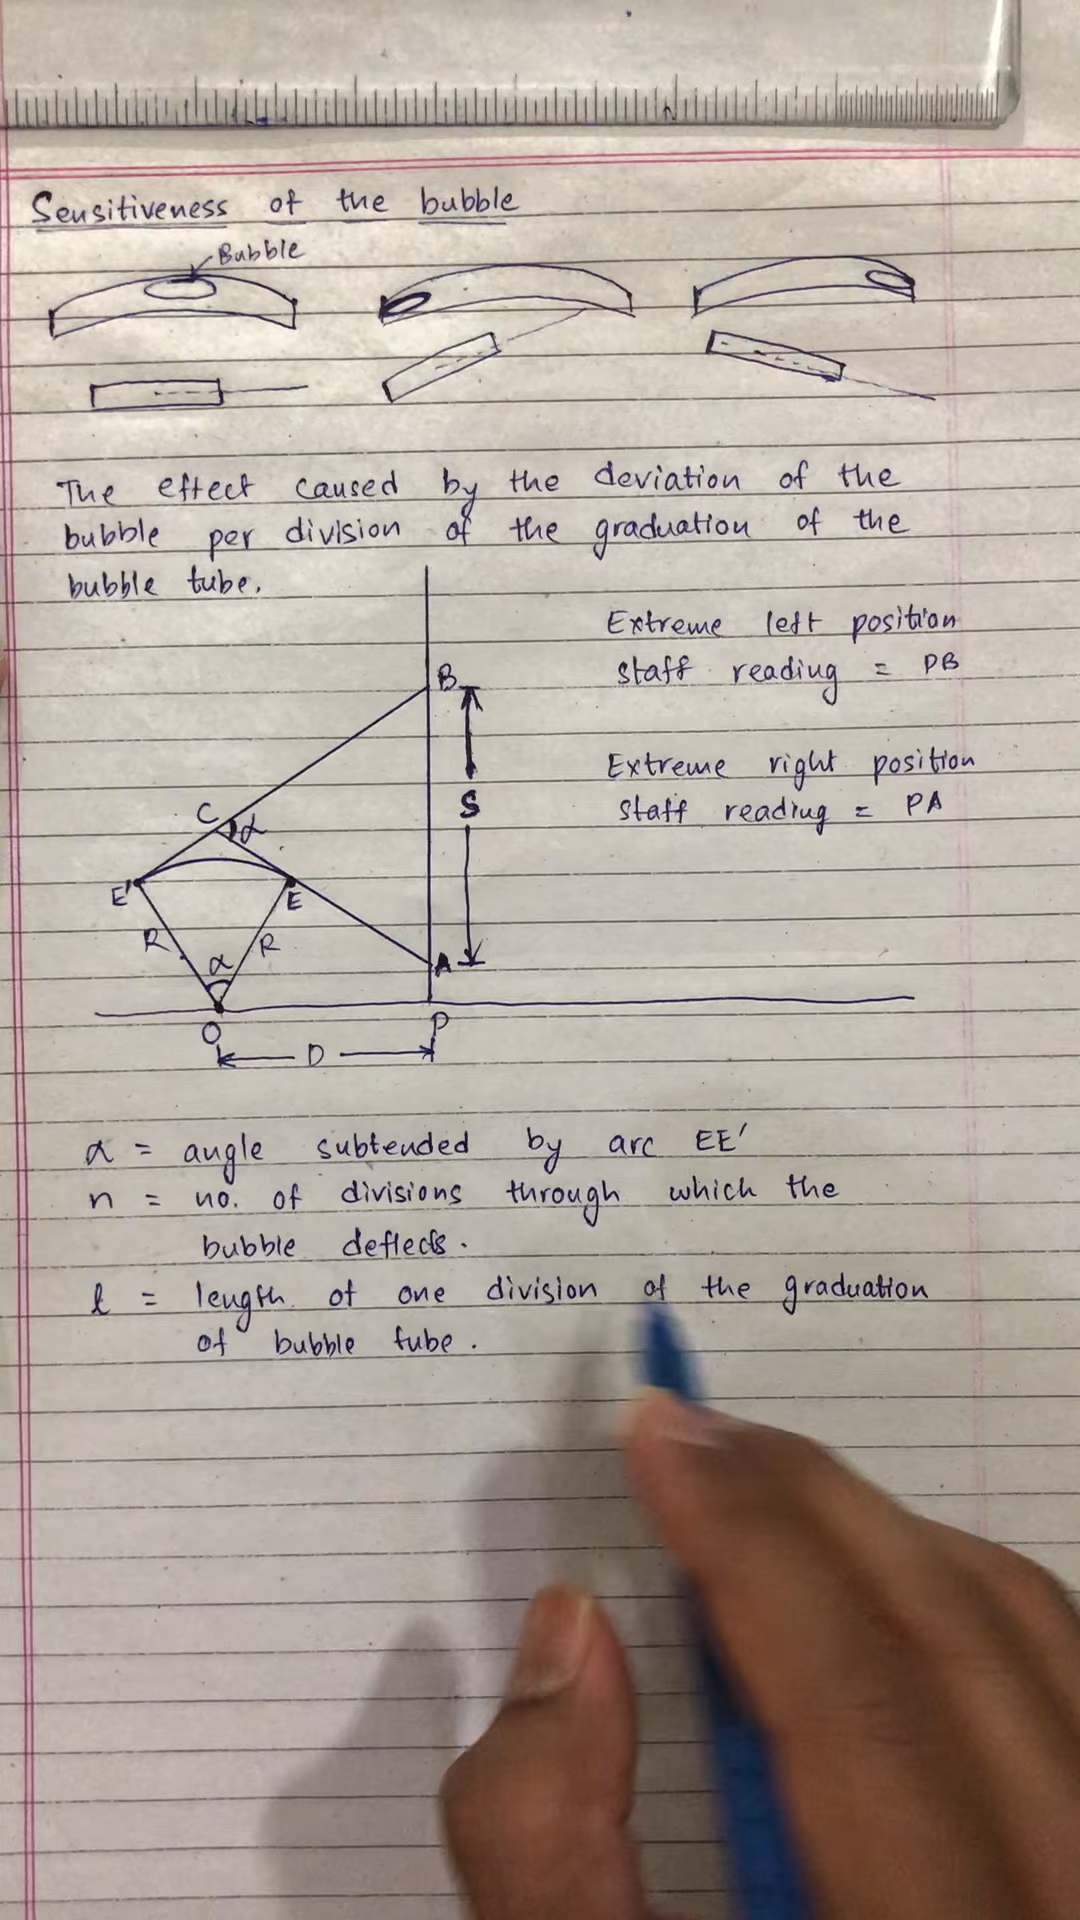 Sensitiveness of the bubble
Bubble
The effect caused by the deviation of the
bubble per division of the graduation of the
bubble tube.
Extreme left position
staff reading = PB
Extreme right position
staff reading = PA
B
S
C
α
E'
E
R
R
α
A
O
P
D
α = angle subtended by arc EE'
n = no. of divisions through which the
bubble deflects.
l = length of one division of the graduation
of bubble tube.